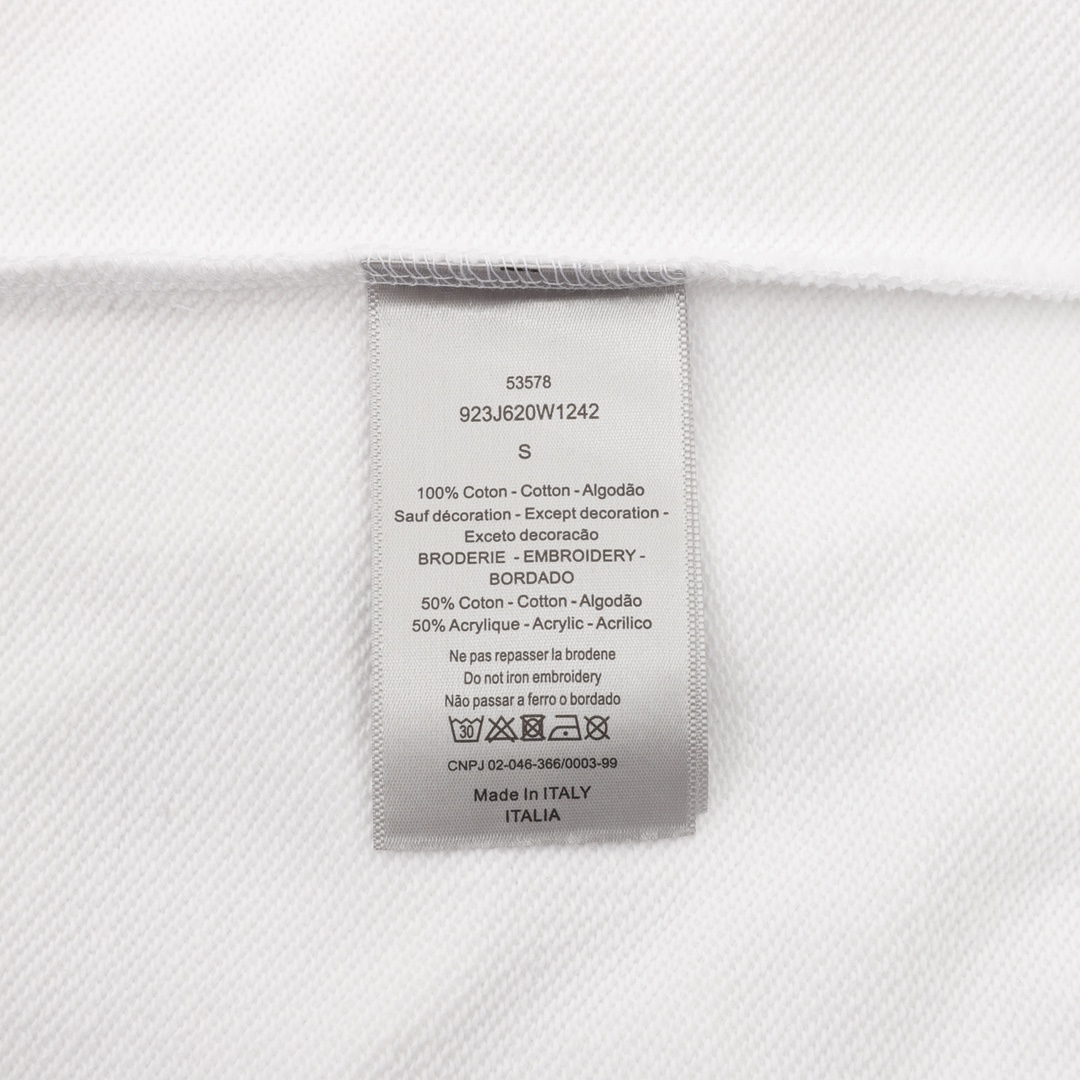 53578
923J620W1242
S
100% Coton - Cotton - Algodão
Sauf décoration - Except decoration -
Exceto decoracão
BRODERIE - EMBROIDERY -
BORDADO
50% Coton - Cotton - Algodão
50% Acrylique - Acrylic - Acrilico
Ne pas repasser la brodene
Do not iron embroidery
Não passar a ferro o bordado
30
CNPJ 02-046-366/0003-99
Made In ITALY
ITALIA